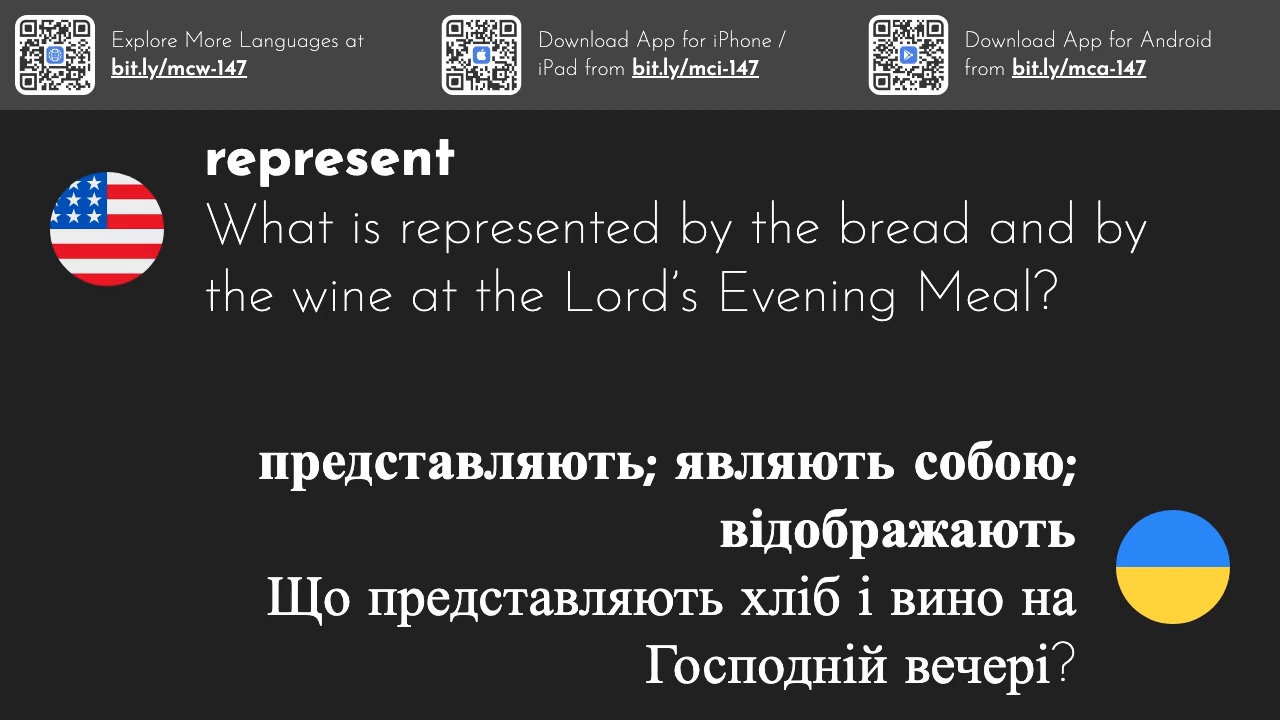 Explore More Languages at
bit.ly/mcw-147
Download App for iPhone /
iPad from bit.ly/mci-147
Download App for Android
from bit.ly/mca-147
represent
What is represented by the bread and by
the wine at the Lord’s Evening Meal?
представляють; являють собою;
відображають
Що представляють хліб і вино на
Господній вечері?